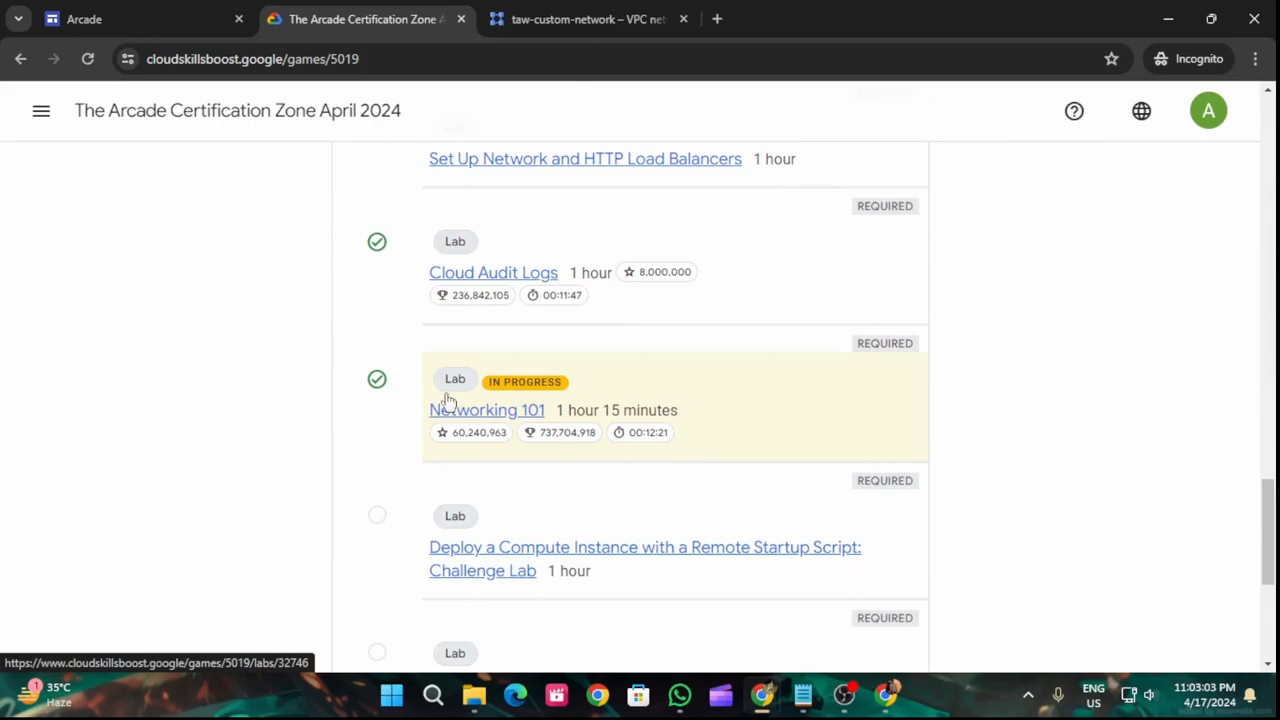 Arcade
The Arcade Certification Zone A
taw-custom-network – VPC net
cloudskillsboost.google/games/5019
Incognito
The Arcade Certification Zone April 2024
A
Set Up Network and HTTP Load Balancers 1 hour
REQUIRED
Lab
Cloud Audit Logs 1 hour 8,000,000
236,842,105 00:11:47
REQUIRED
Lab IN PROGRESS
Networking 101 1 hour 15 minutes
60,240,963 737,704,918 00:12:21
REQUIRED
Lab
Deploy a Compute Instance with a Remote Startup Script:
Challenge Lab 1 hour
REQUIRED
Lab
https://www.cloudskillsboost.google/games/5019/labs/32746
1
35°C
Haze
ENG
US
11:03:03 PM
4/17/2024